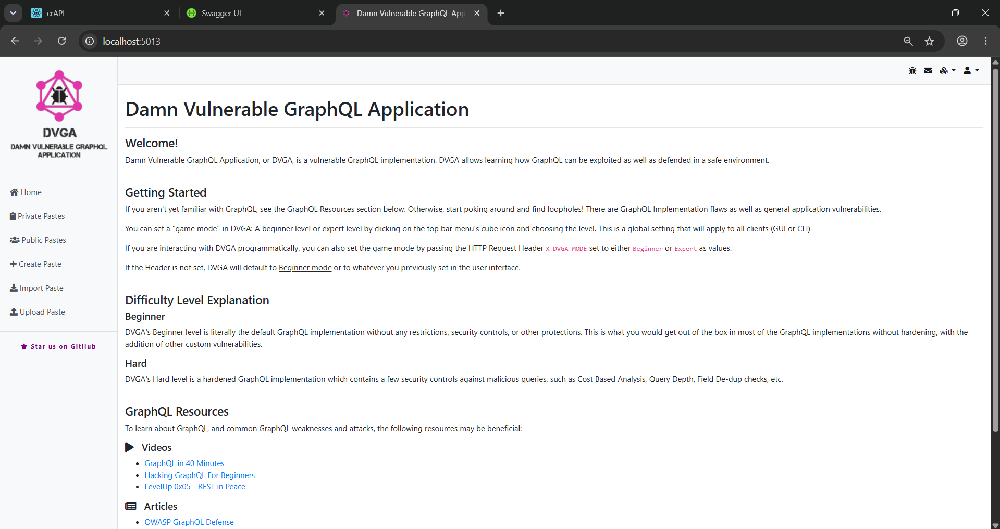 crAPI
Swagger UI
Damn Vulnerable GraphQL App
localhost:5013
DVGA
DAMN VULNERABLE GRAPHQL
APPLICATION
Home
Private Pastes
Public Pastes
Create Paste
Import Paste
Upload Paste
Star us on GitHub
Damn Vulnerable GraphQL Application
Welcome!
Damn Vulnerable GraphQL Application, or DVGA, is a vulnerable GraphQL implementation. DVGA allows learning how GraphQL can be exploited as well as defended in a safe environment.
Getting Started
If you aren't yet familiar with GraphQL, see the GraphQL Resources section below. Otherwise, start poking around and find loopholes! There are GraphQL Implementation flaws as well as general application vulnerabilities.
You can set a "game mode" in DVGA: A beginner level or expert level by clicking on the top bar menu's cube icon and choosing the level. This is a global setting that will apply to all clients (GUI or CLI)
If you are interacting with DVGA programmatically, you can also set the game mode by passing the HTTP Request Header X-DVGA-MODE set to either Beginner or Expert as values.
If the Header is not set, DVGA will default to Beginner mode or to whatever you previously set in the user interface.
Difficulty Level Explanation
Beginner
DVGA's Beginner level is literally the default GraphQL implementation without any restrictions, security controls, or other protections. This is what you would get out of the box in most of the GraphQL implementations without hardening, with the
addition of other custom vulnerabilities.
Hard
DVGA's Hard level is a hardened GraphQL implementation which contains a few security controls against malicious queries, such as Cost Based Analysis, Query Depth, Field De-dup checks, etc.
GraphQL Resources
To learn about GraphQL, and common GraphQL weaknesses and attacks, the following resources may be beneficial:
Videos
GraphQL in 40 Minutes
Hacking GraphQL For Beginners
LevelUp 0x05 - REST in Peace
Articles
OWASP GraphQL Defense